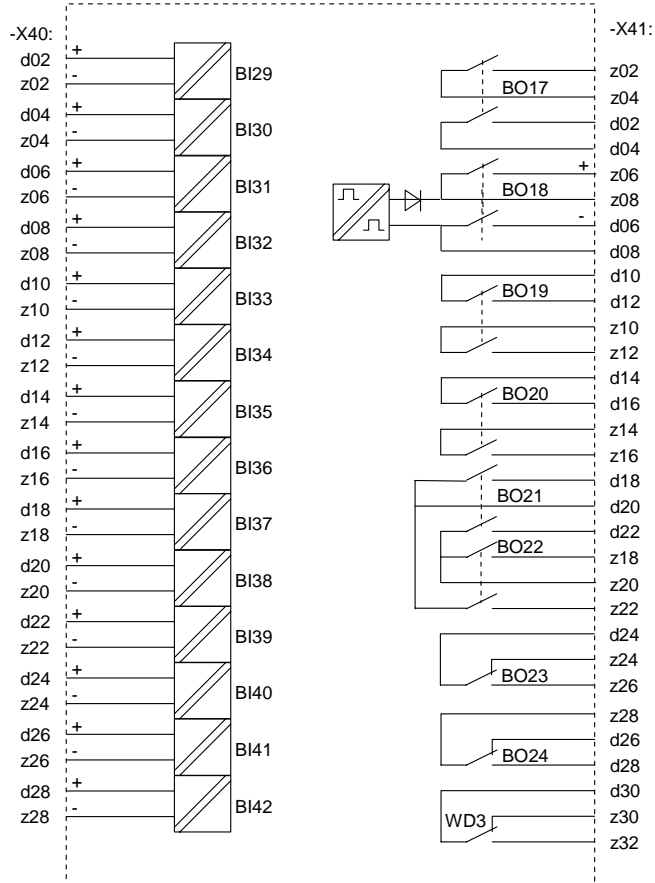 -X40:
d02 +
z02 - BI29
d04 +
z04 - BI30
d06 +
z06 - BI31
d08 +
z08 - BI32
d10 +
z10 - BI33
d12 +
z12 - BI34
d14 +
z14 - BI35
d16 +
z16 - BI36
d18 +
z18 - BI37
d20 +
z20 - BI38
d22 +
z22 - BI39
d24 +
z24 - BI40
d26 +
z26 - BI41
d28 +
z28 - BI42
-X41:
z02
BO17
z04
d02
d04
+ z06
BO18
z08
- d06
d08
d10
BO19
d12
z10
z12
d14
BO20
d16
z14
z16
d18
BO21
d20
d22
BO22
z18
z20
z22
d24
z24
BO23
z26
z28
d26
BO24
d28
d30
WD3
z30
z32